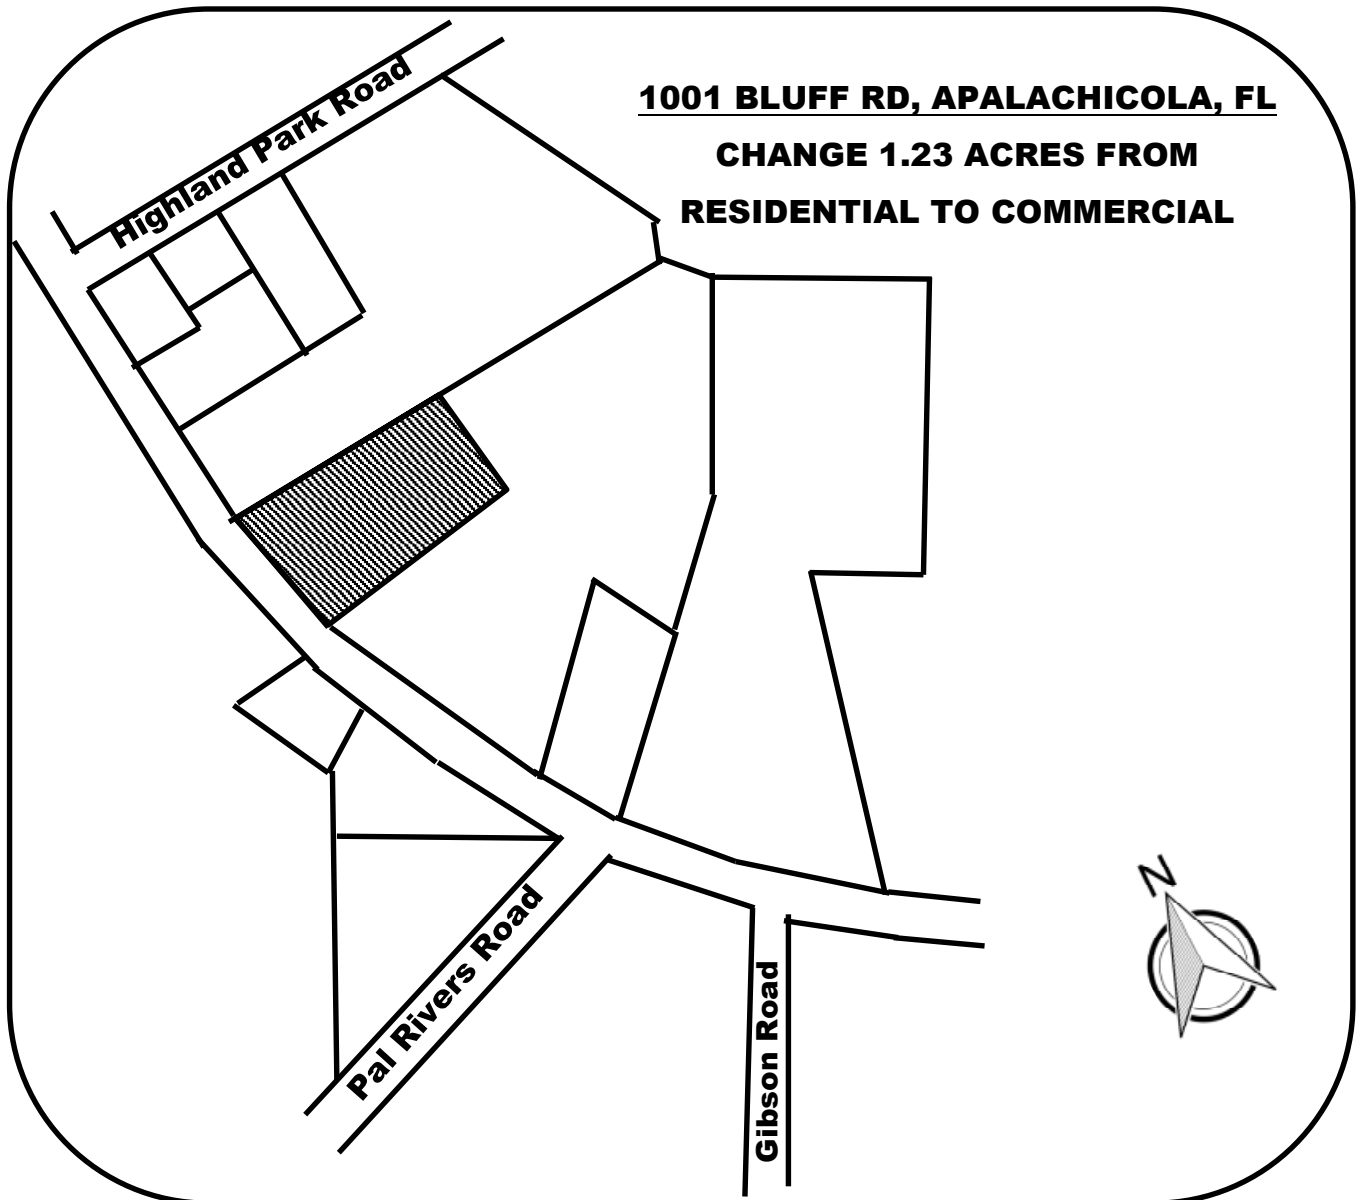 1001 BLUFF RD, APALACHICOLA, FL
CHANGE 1.23 ACRES FROM
RESIDENTIAL TO COMMERCIAL
Highland Park Road
Pal Rivers Road
Gibson Road
N